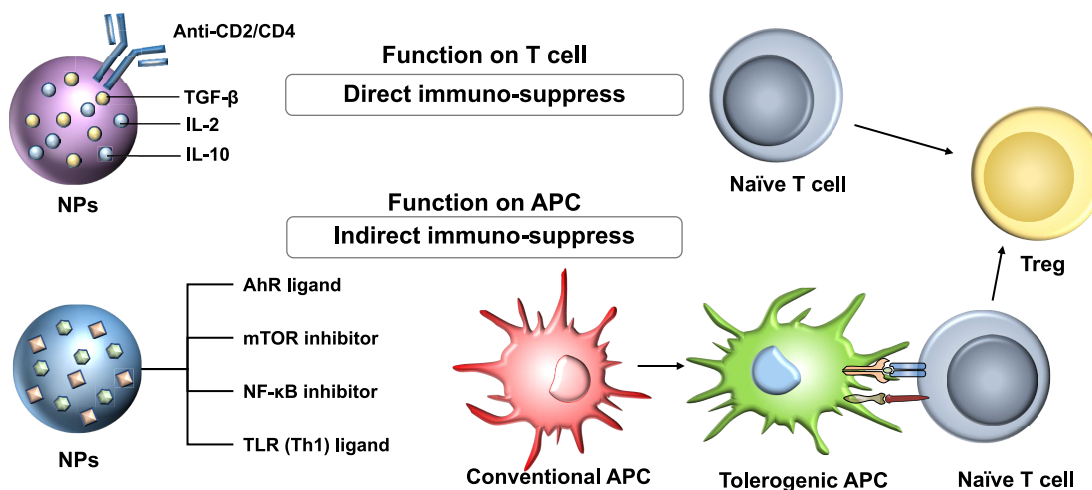 Anti-CD2/CD4
TGF-β
IL-2
IL-10
NPs
Function on T cell
Direct immuno-suppress
Naïve T cell
Treg
Function on APC
Indirect immuno-suppress
AhR ligand
mTOR inhibitor
NF-κB inhibitor
TLR (Th1) ligand
NPs
Conventional APC
Tolerogenic APC
Naïve T cell